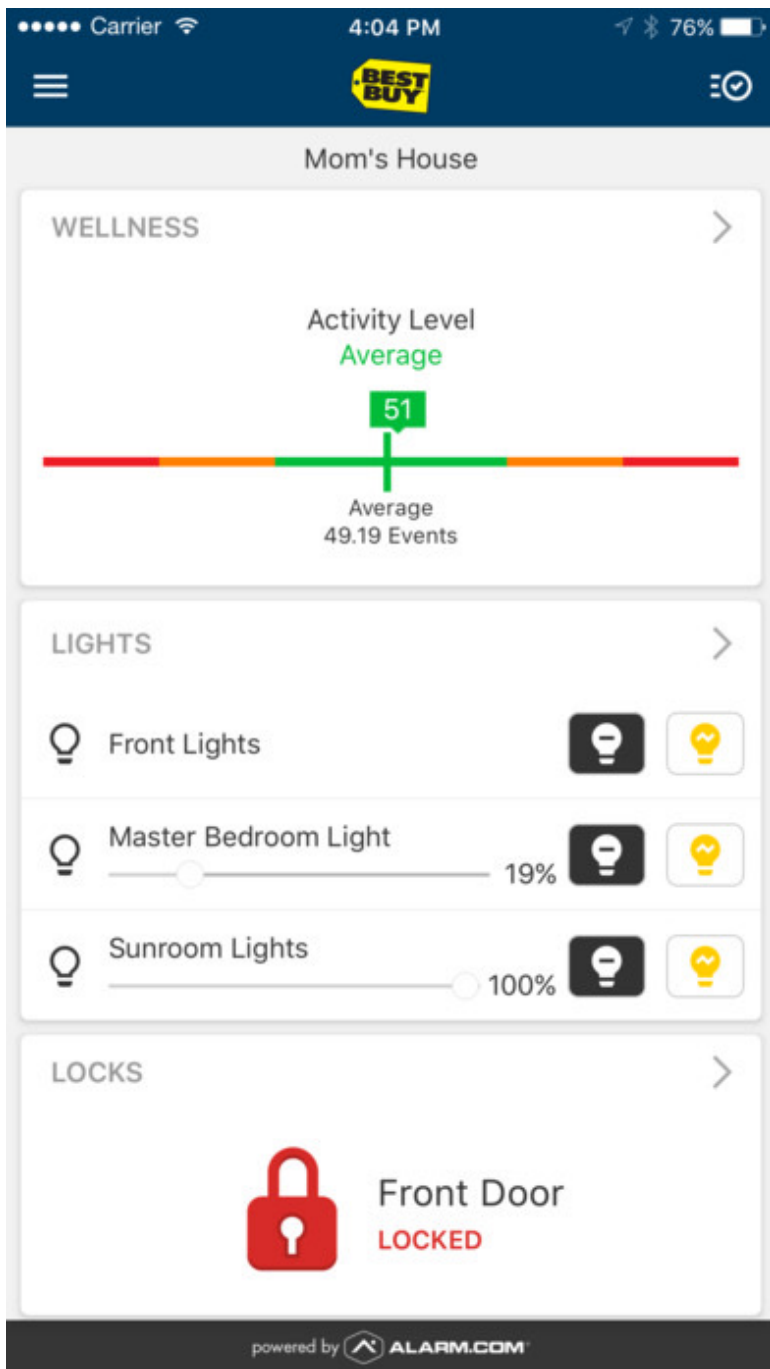 Carrier 4:04 PM 76%
BEST
BUY
Mom's House
WELLNESS
Activity Level
Average
51
Average
49.19 Events
LIGHTS
Front Lights
Master Bedroom Light
19%
Sunroom Lights
100%
LOCKS
Front Door
LOCKED
powered by ALARM.COM